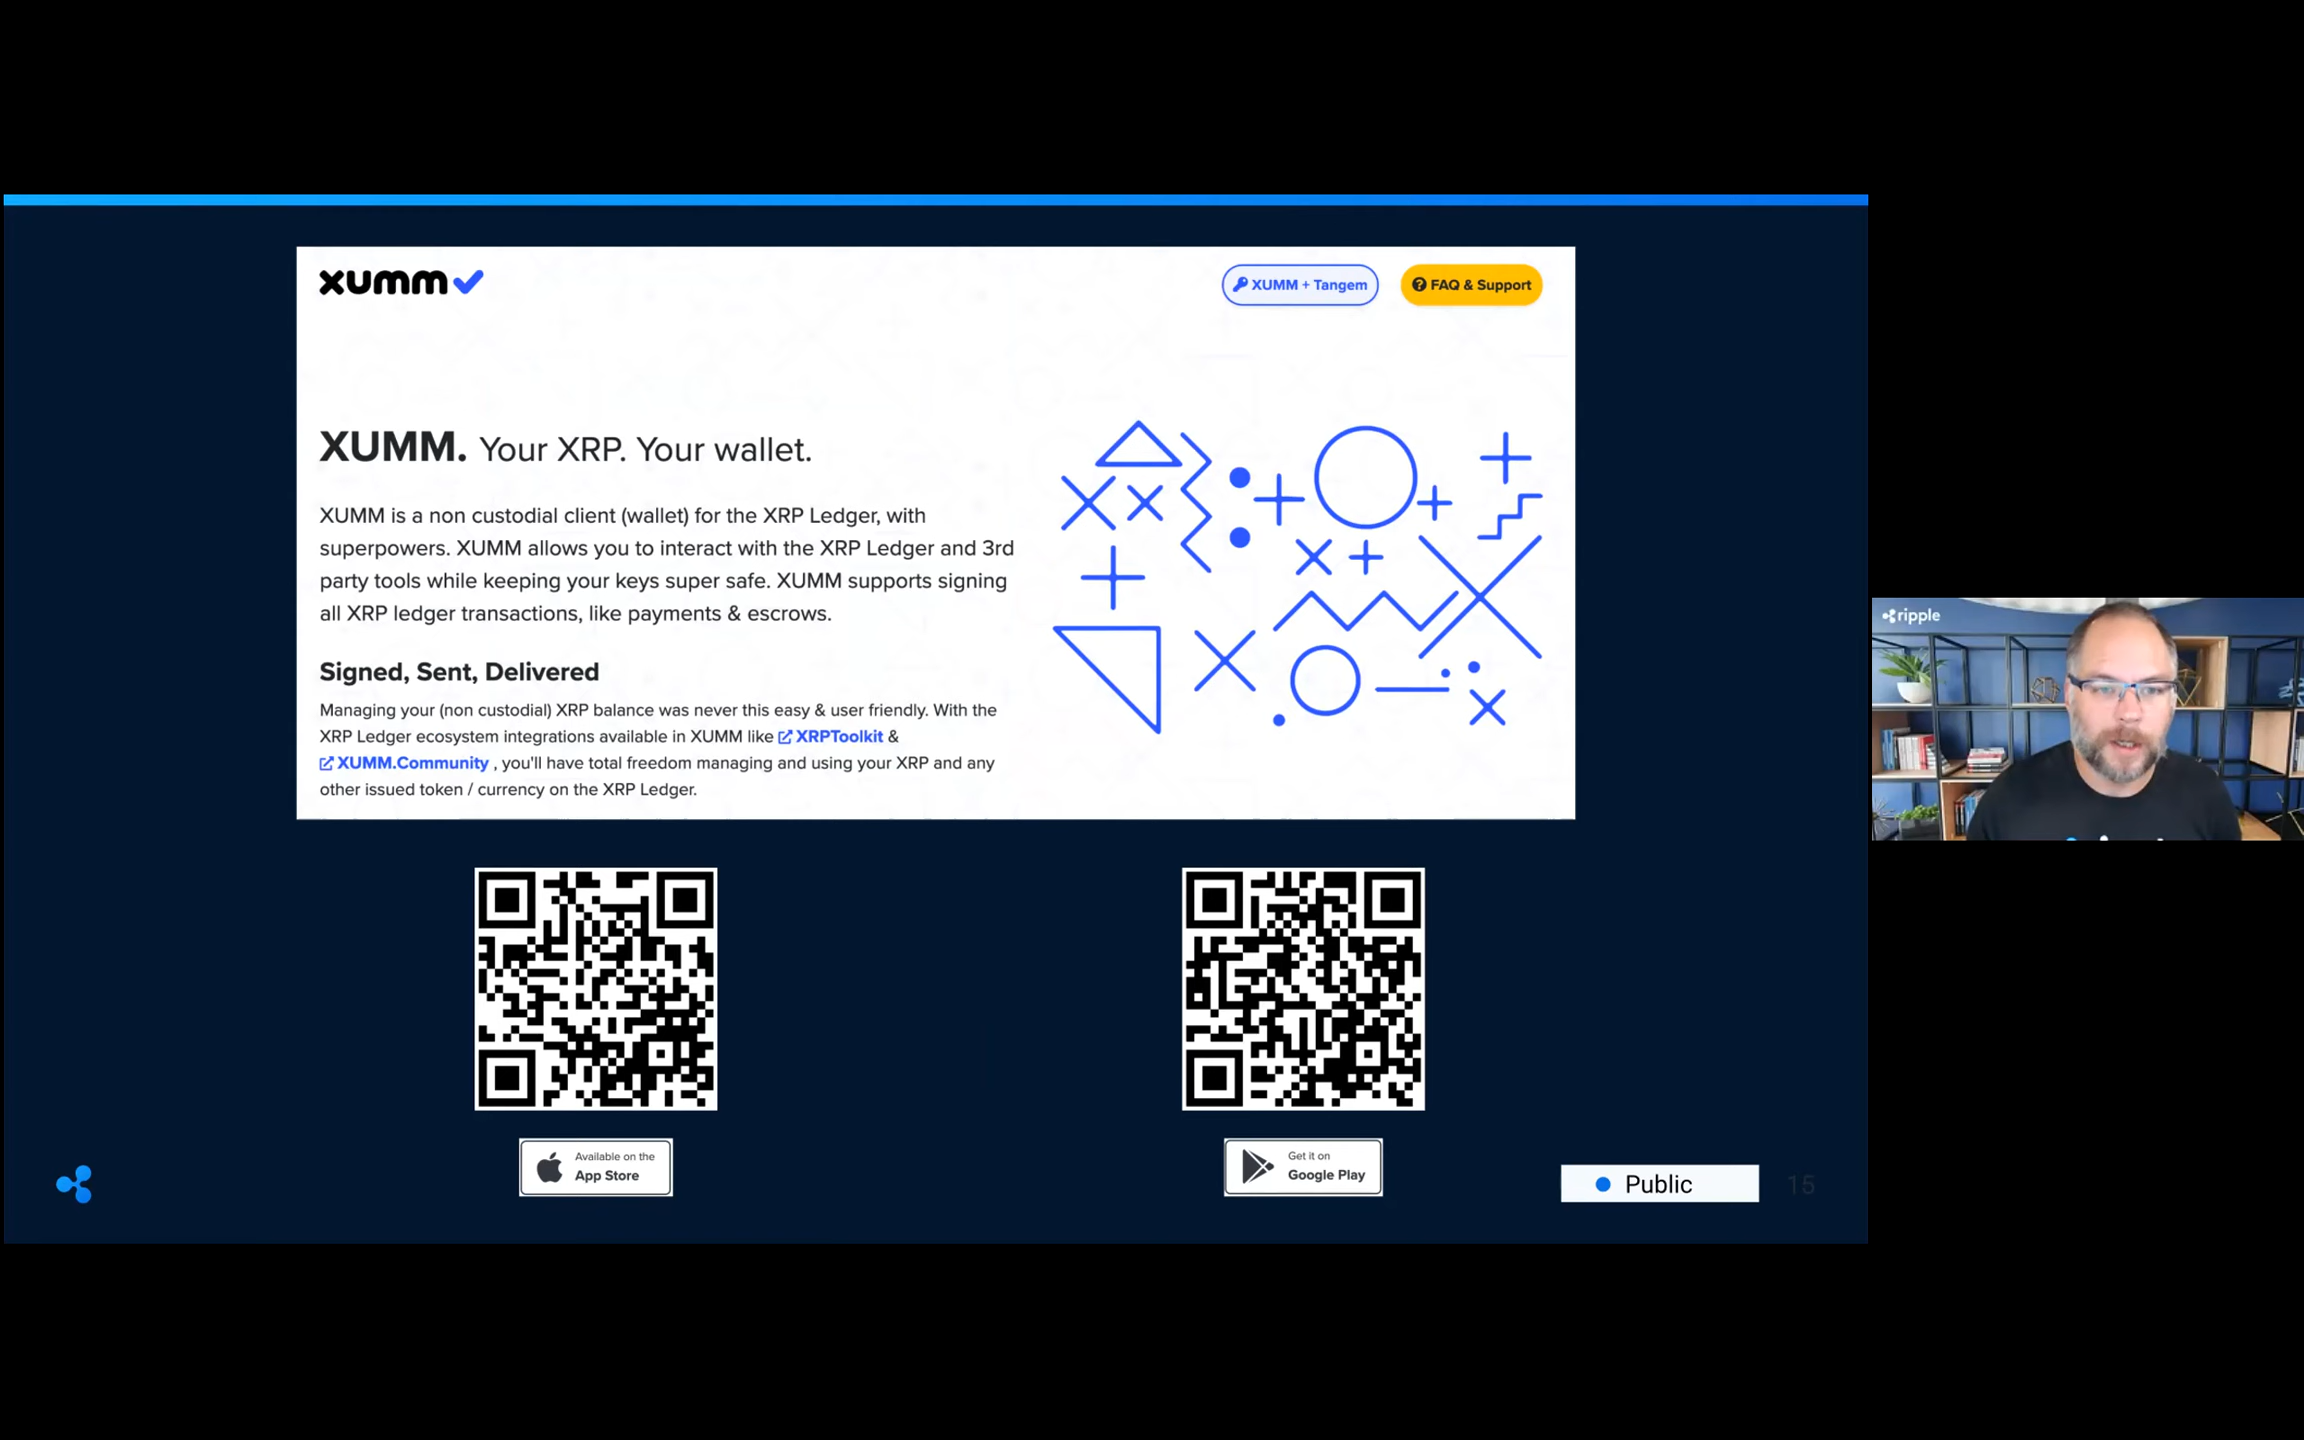 xumm
XUMM + Tangem
FAQ & Support
XUMM. Your XRP. Your wallet.
XUMM is a non custodial client (wallet) for the XRP Ledger, with
superpowers. XUMM allows you to interact with the XRP Ledger and 3rd
party tools while keeping your keys super safe. XUMM supports signing
all XRP ledger transactions, like payments & escrows.
Signed, Sent, Delivered
Managing your (non custodial) XRP balance was never this easy & user friendly. With the
XRP Ledger ecosystem integrations available in XUMM like XRPToolkit &
XUMM.Community , you'll have total freedom managing and using your XRP and any
other issued token / currency on the XRP Ledger.
ripple
Available on the
App Store
Get it on
Google Play
Public
15